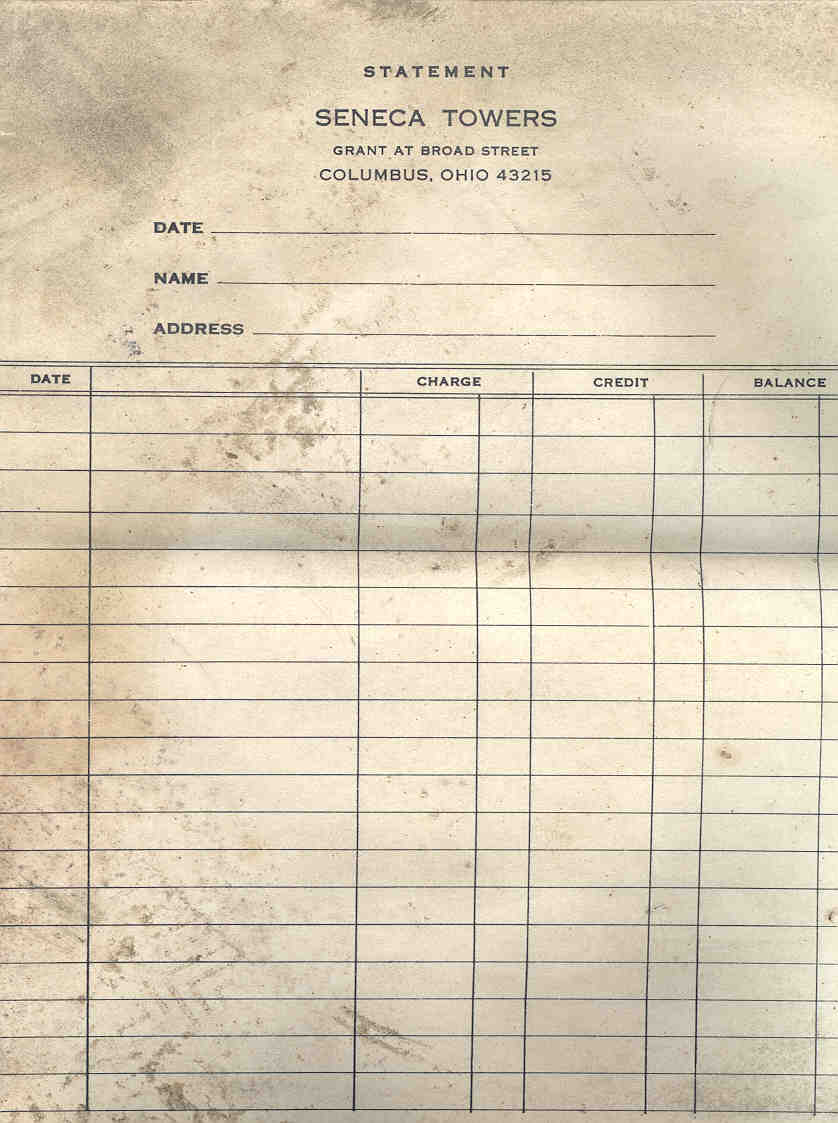 STATEMENT
SENECA TOWERS
GRANT AT BROAD STREET
COLUMBUS, OHIO 43215
DATE
NAME
ADDRESS
DATE CHARGE CREDIT BALANCE